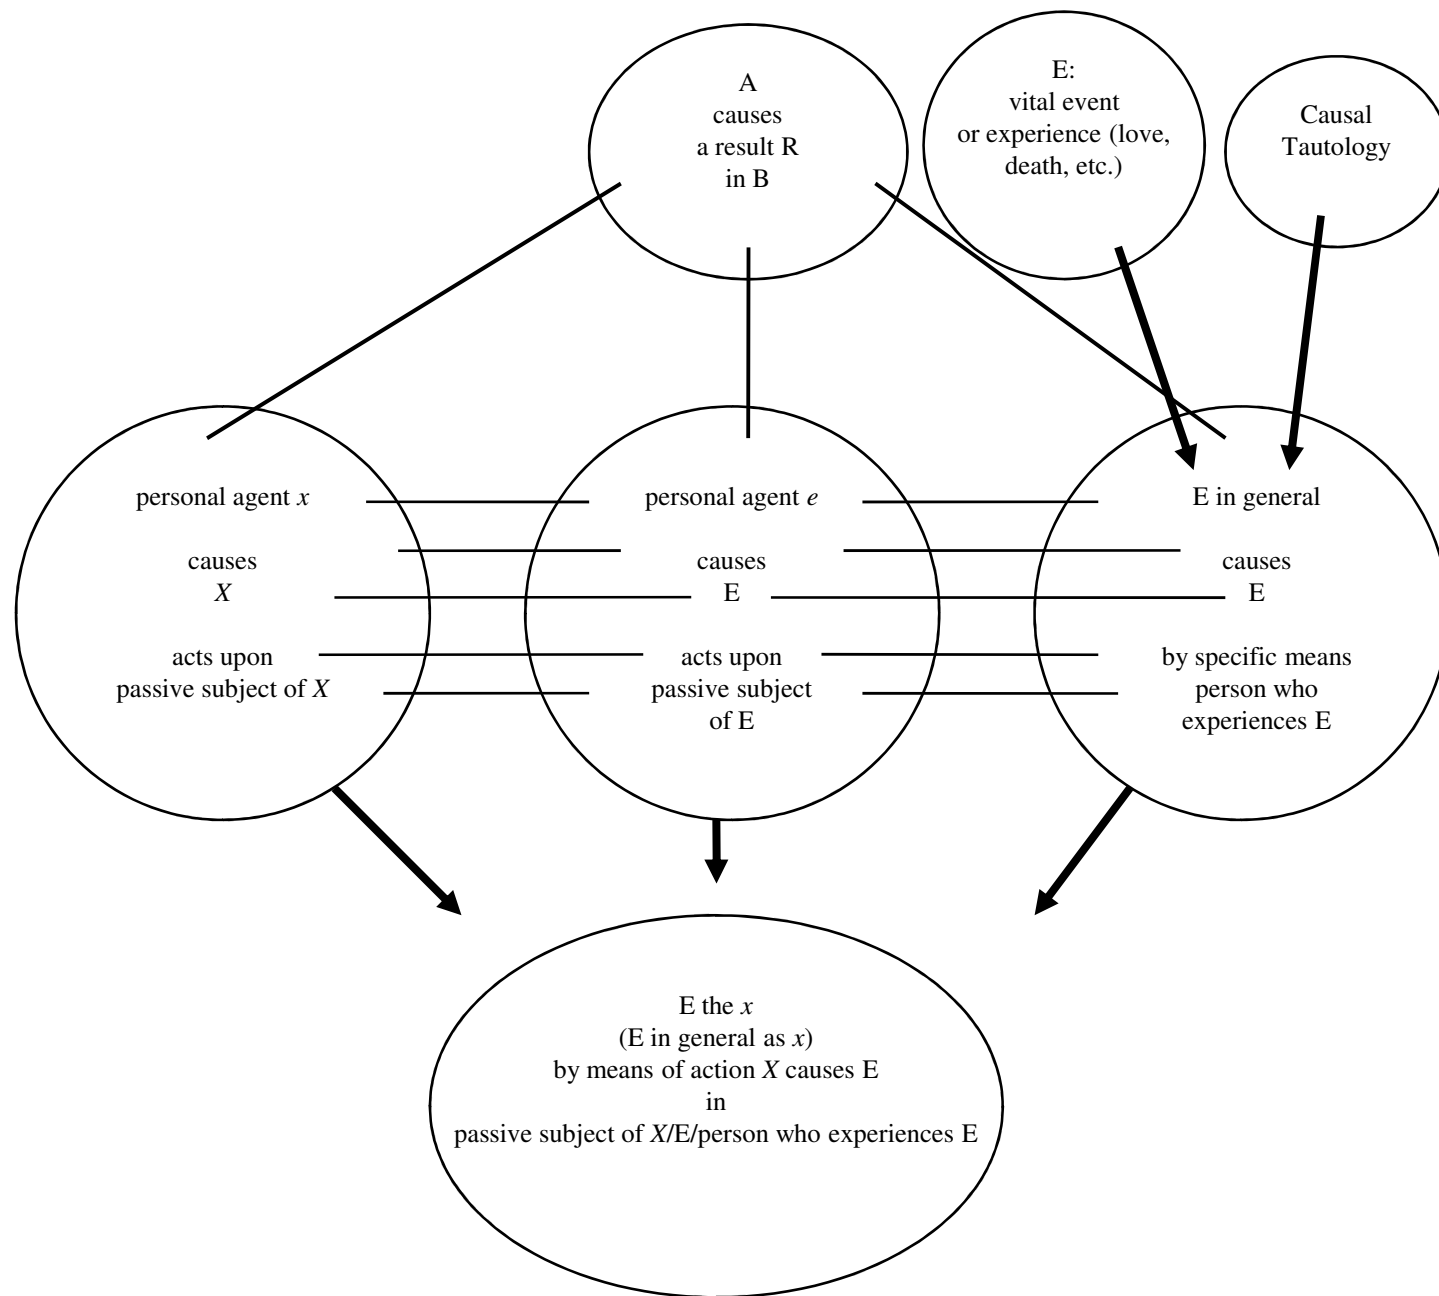 A
causes
a result R
in B
E:
vital event
or experience (love,
death, etc.)
Causal
Tautology
personal agent x
causes
X
acts upon
passive subject of X
personal agent e
causes
E
acts upon
passive subject
of E
E in general
causes
E
by specific means
person who
experiences E
E the x
(E in general as x)
by means of action X causes E
in
passive subject of X/E/person who experiences E